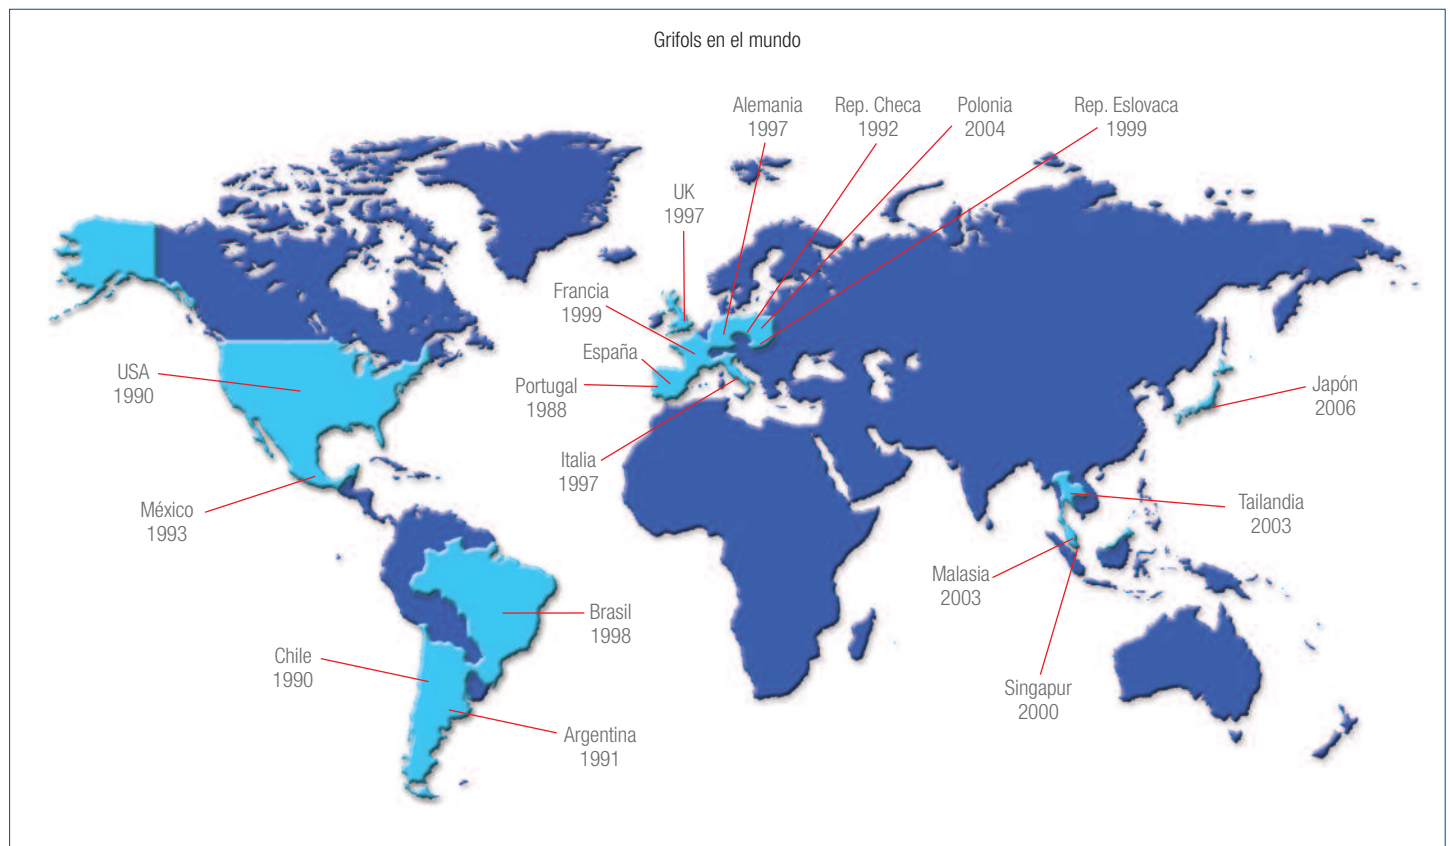 Grifols en el mundo
Alemania
1997
Rep. Checa
1992
Polonia
2004
Rep. Eslovaca
1999
UK
1997
Francia
1999
España
Portugal
1988
Italia
1997
USA
1990
México
1993
Japón
2006
Tailandia
2003
Malasia
2003
Singapur
2000
Brasil
1998
Chile
1990
Argentina
1991